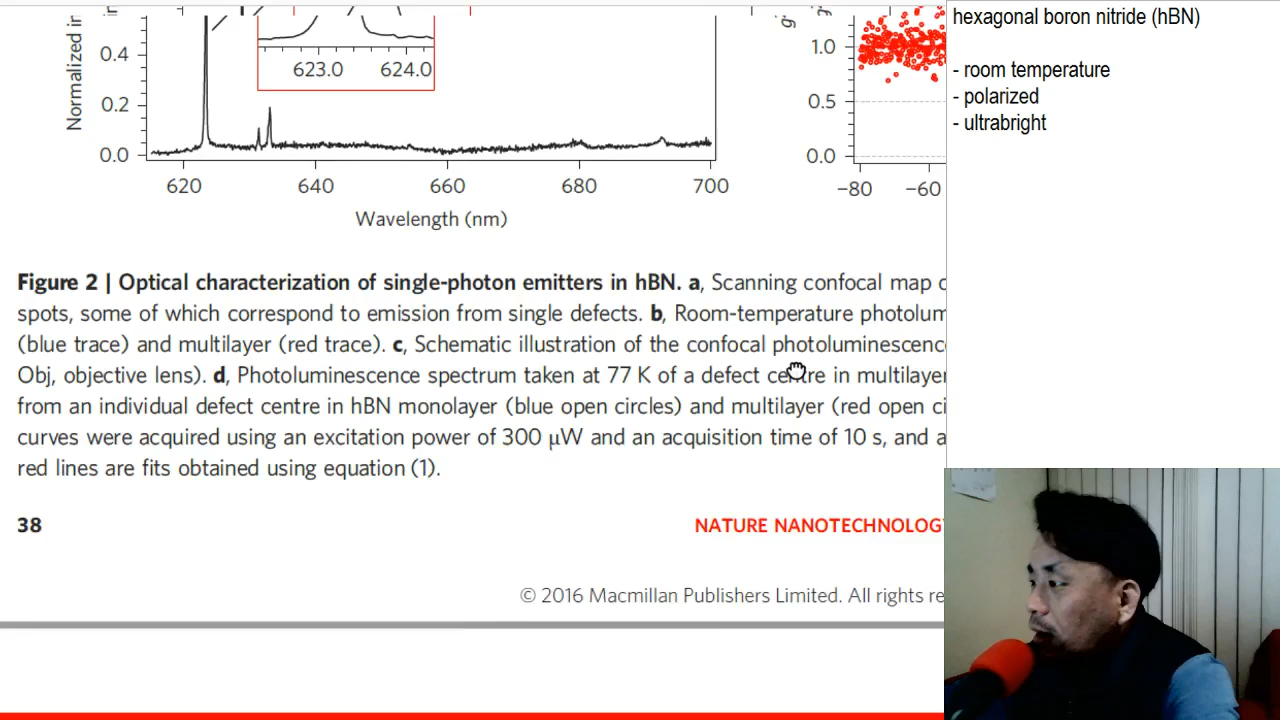 Normalized in
0.4
0.2
0.0
623.0 624.0
620 640 660 680 700
Wavelength (nm)
1.0
0.5
0.0
−80 −60
hexagonal boron nitride (hBN)
- room temperature
- polarized
- ultrabright
Figure 2 | Optical characterization of single-photon emitters in hBN. a, Scanning confocal map
spots, some of which correspond to emission from single defects. b, Room-temperature photolum
(blue trace) and multilayer (red trace). c, Schematic illustration of the confocal photoluminescence
Obj, objective lens). d, Photoluminescence spectrum taken at 77 K of a defect centre in multilayer
from an individual defect centre in hBN monolayer (blue open circles) and multilayer (red open ci
curves were acquired using an excitation power of 300 μW and an acquisition time of 10 s, and a
red lines are fits obtained using equation (1).
38
NATURE NANOTECHNOLOGY
© 2016 Macmillan Publishers Limited. All rights re